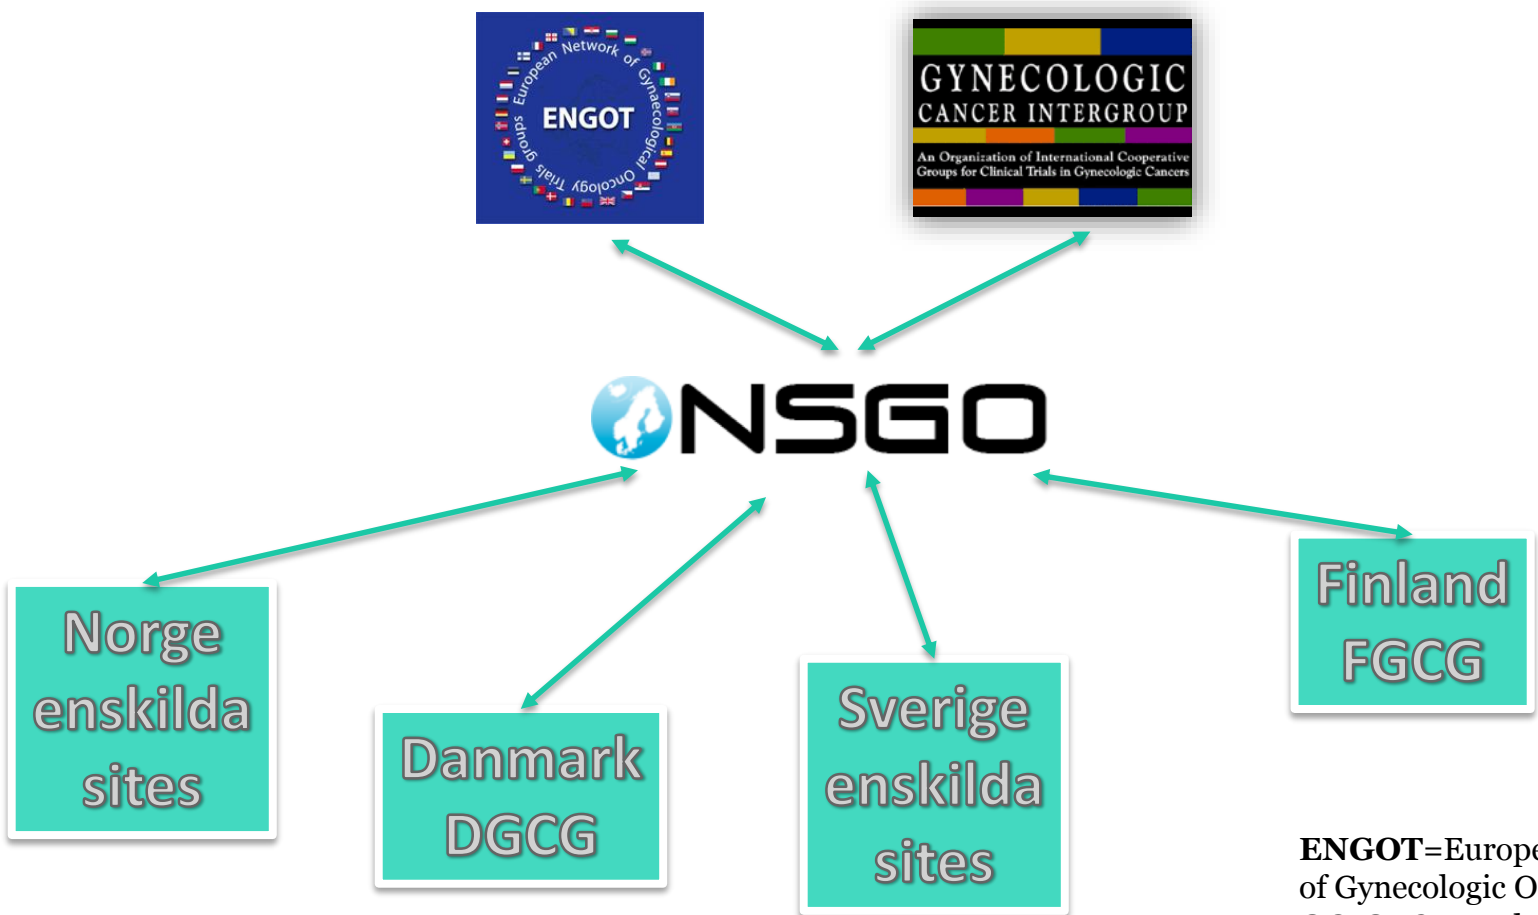 European Network of Gynaecological Oncology Trials groups
ENGOT
GYNECOLOGIC
CANCER INTERGROUP
An Organization of International Cooperative
Groups for Clinical Trials in Gynecologic Cancers
NSGO
Norge
enskilda
sites
Danmark
DGCG
Sverige
enskilda
sites
Finland
FGCG
ENGOT=Europe
of Gynecologic O